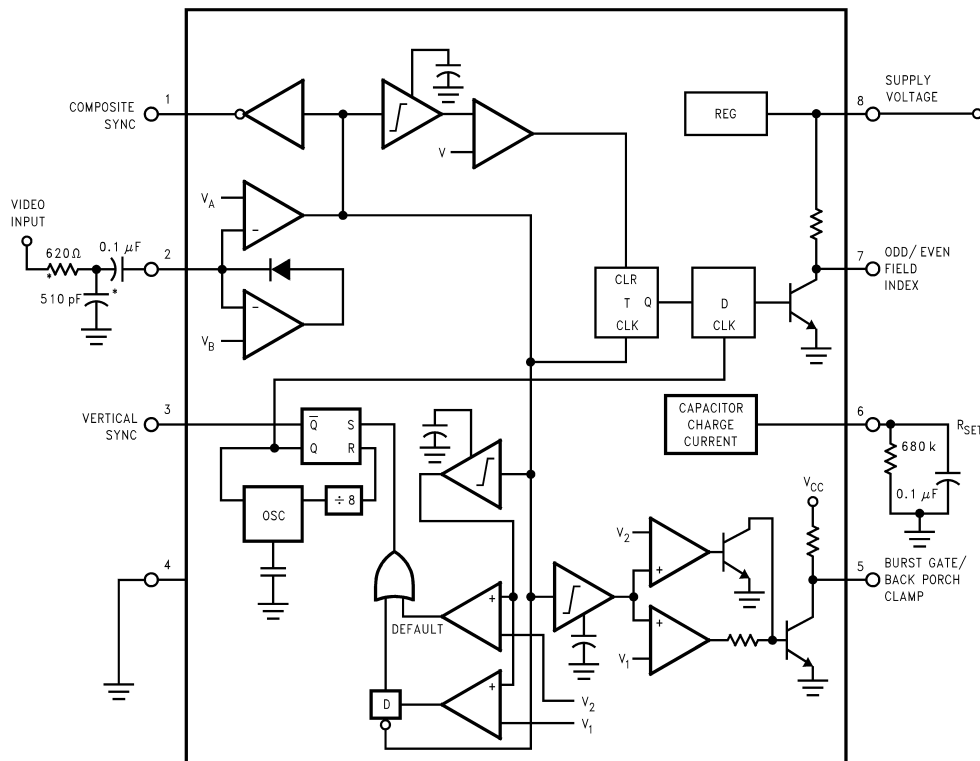 COMPOSITE
SYNC
1
V
REG
8
SUPPLY
VOLTAGE
VIDEO
INPUT
620Ω
*
0.1 µF
*
510 pF
2
V_A
−
−
V_B
CLR
T Q
CLK
D
CLK
7
ODD/EVEN
FIELD
INDEX
VERTICAL
SYNC
3
Q̅ S
Q R
OSC
÷ 8
CAPACITOR
CHARGE
CURRENT
6
R_SET
680 k
0.1 µF
4
DEFAULT
+
+
D
V_2
V_1
V_2
+
+
V_1
V_CC
5
BURST GATE/
BACK PORCH
CLAMP